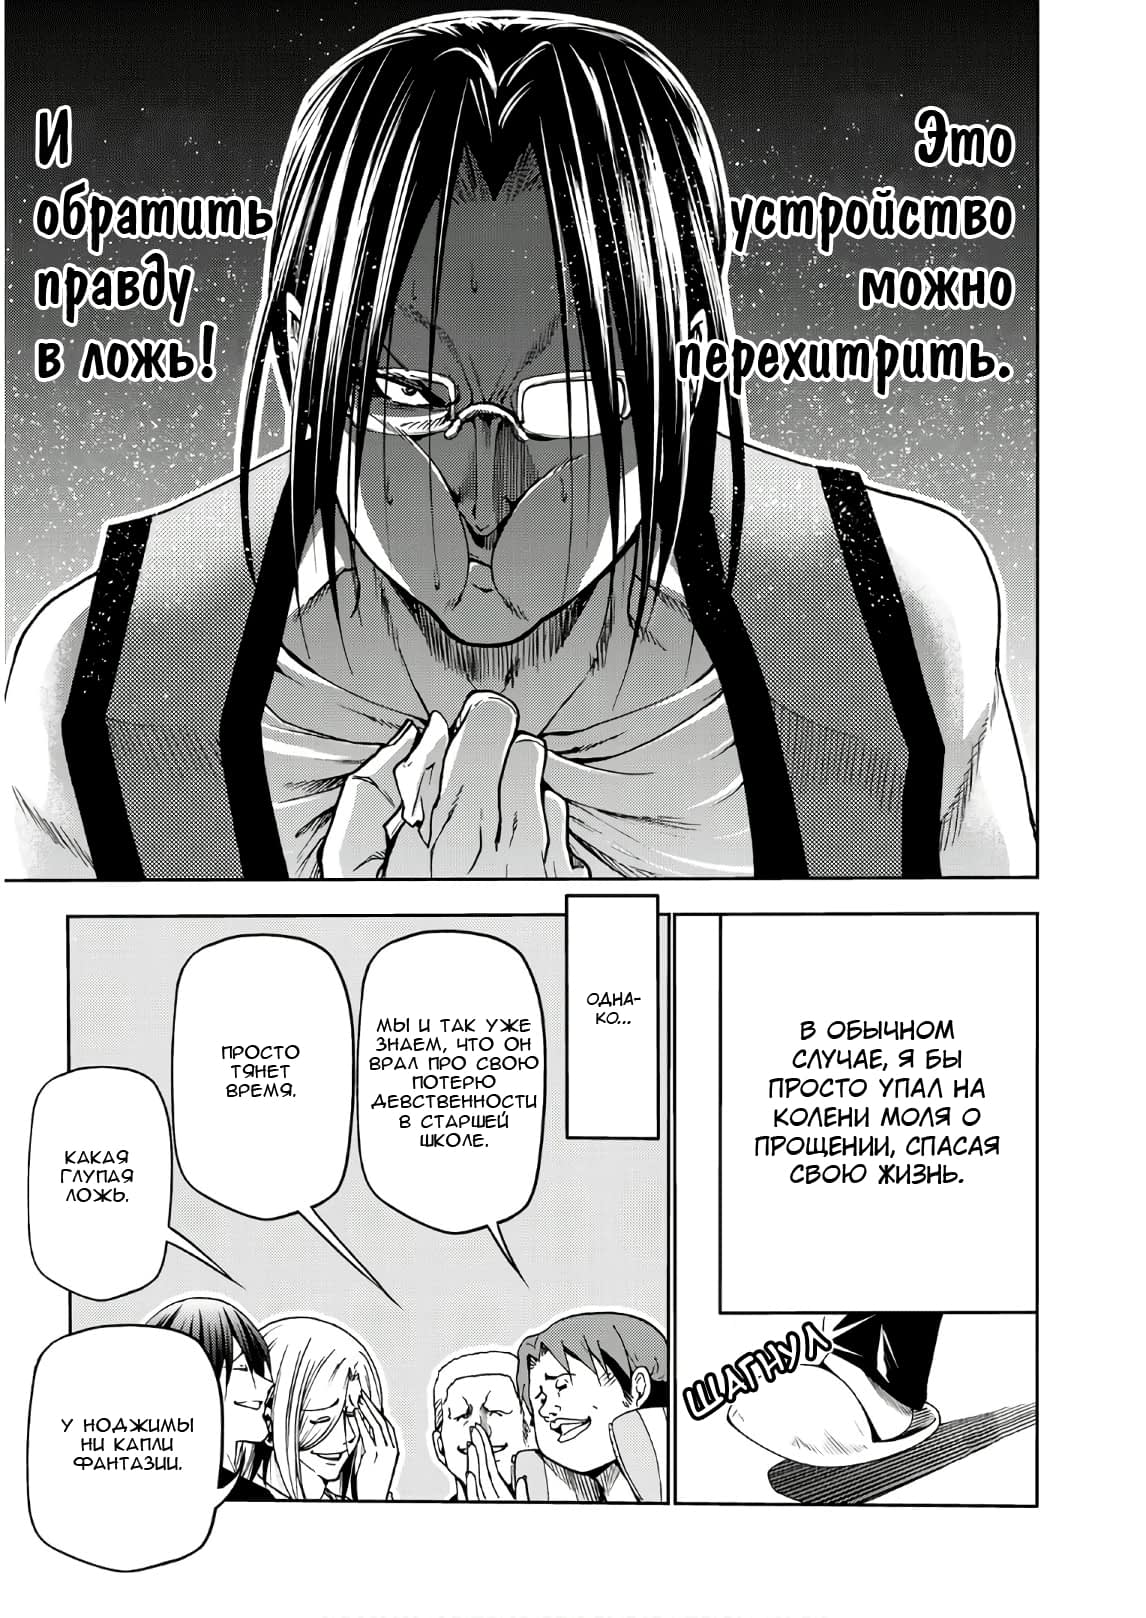 Это
устройство
можно
перехитрить.
И
обратить
правду
в ложь!
В ОБЫЧНОМ
СЛУЧАЕ, Я БЫ
ПРОСТО УПАЛ НА
КОЛЕНИ МОЛЯ О
ПРОЩЕНИИ, СПАСАЯ
СВОЮ ЖИЗНЬ.
ШАГНУЛ
ОДНА-
КО...
МЫ И ТАК УЖЕ
ЗНАЕМ, ЧТО ОН
ВРАЛ ПРО СВОЮ
ПОТЕРЮ
ДЕВСТВЕННОСТИ
В СТАРШЕЙ
ШКОЛЕ.
ПРОСТО
ТЯНЕТ
ВРЕМЯ.
КАКАЯ
ГЛУПАЯ
ЛОЖЬ.
У НОДЖИМЫ
НИ КАПЛИ
ФАНТАЗИИ.